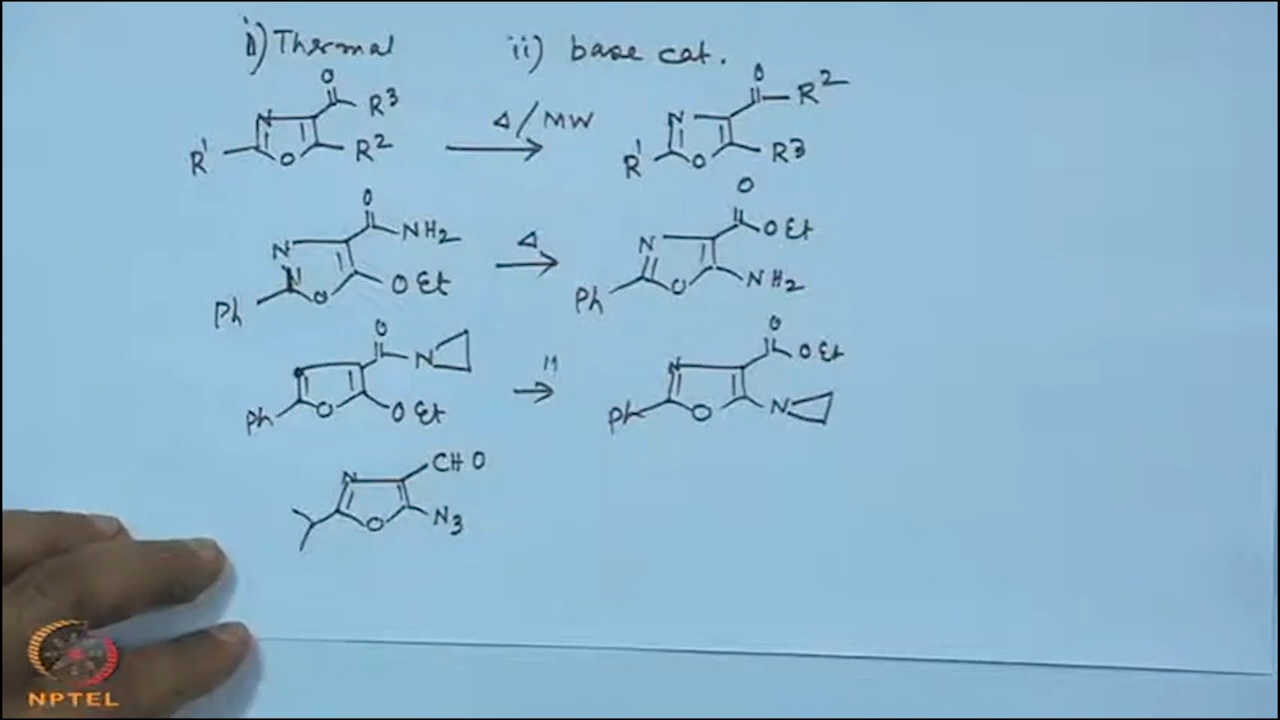 i) Thermal ii) base cat.
O O
N R3 Δ/MW N R2
R1 O R2 R1 O R3
O O
N NH2 Δ N OEt
N
Ph O OEt Ph O NH2
O O
N " N OEt
Ph O OEt Ph O N
N CHO
O N3
NPTEL